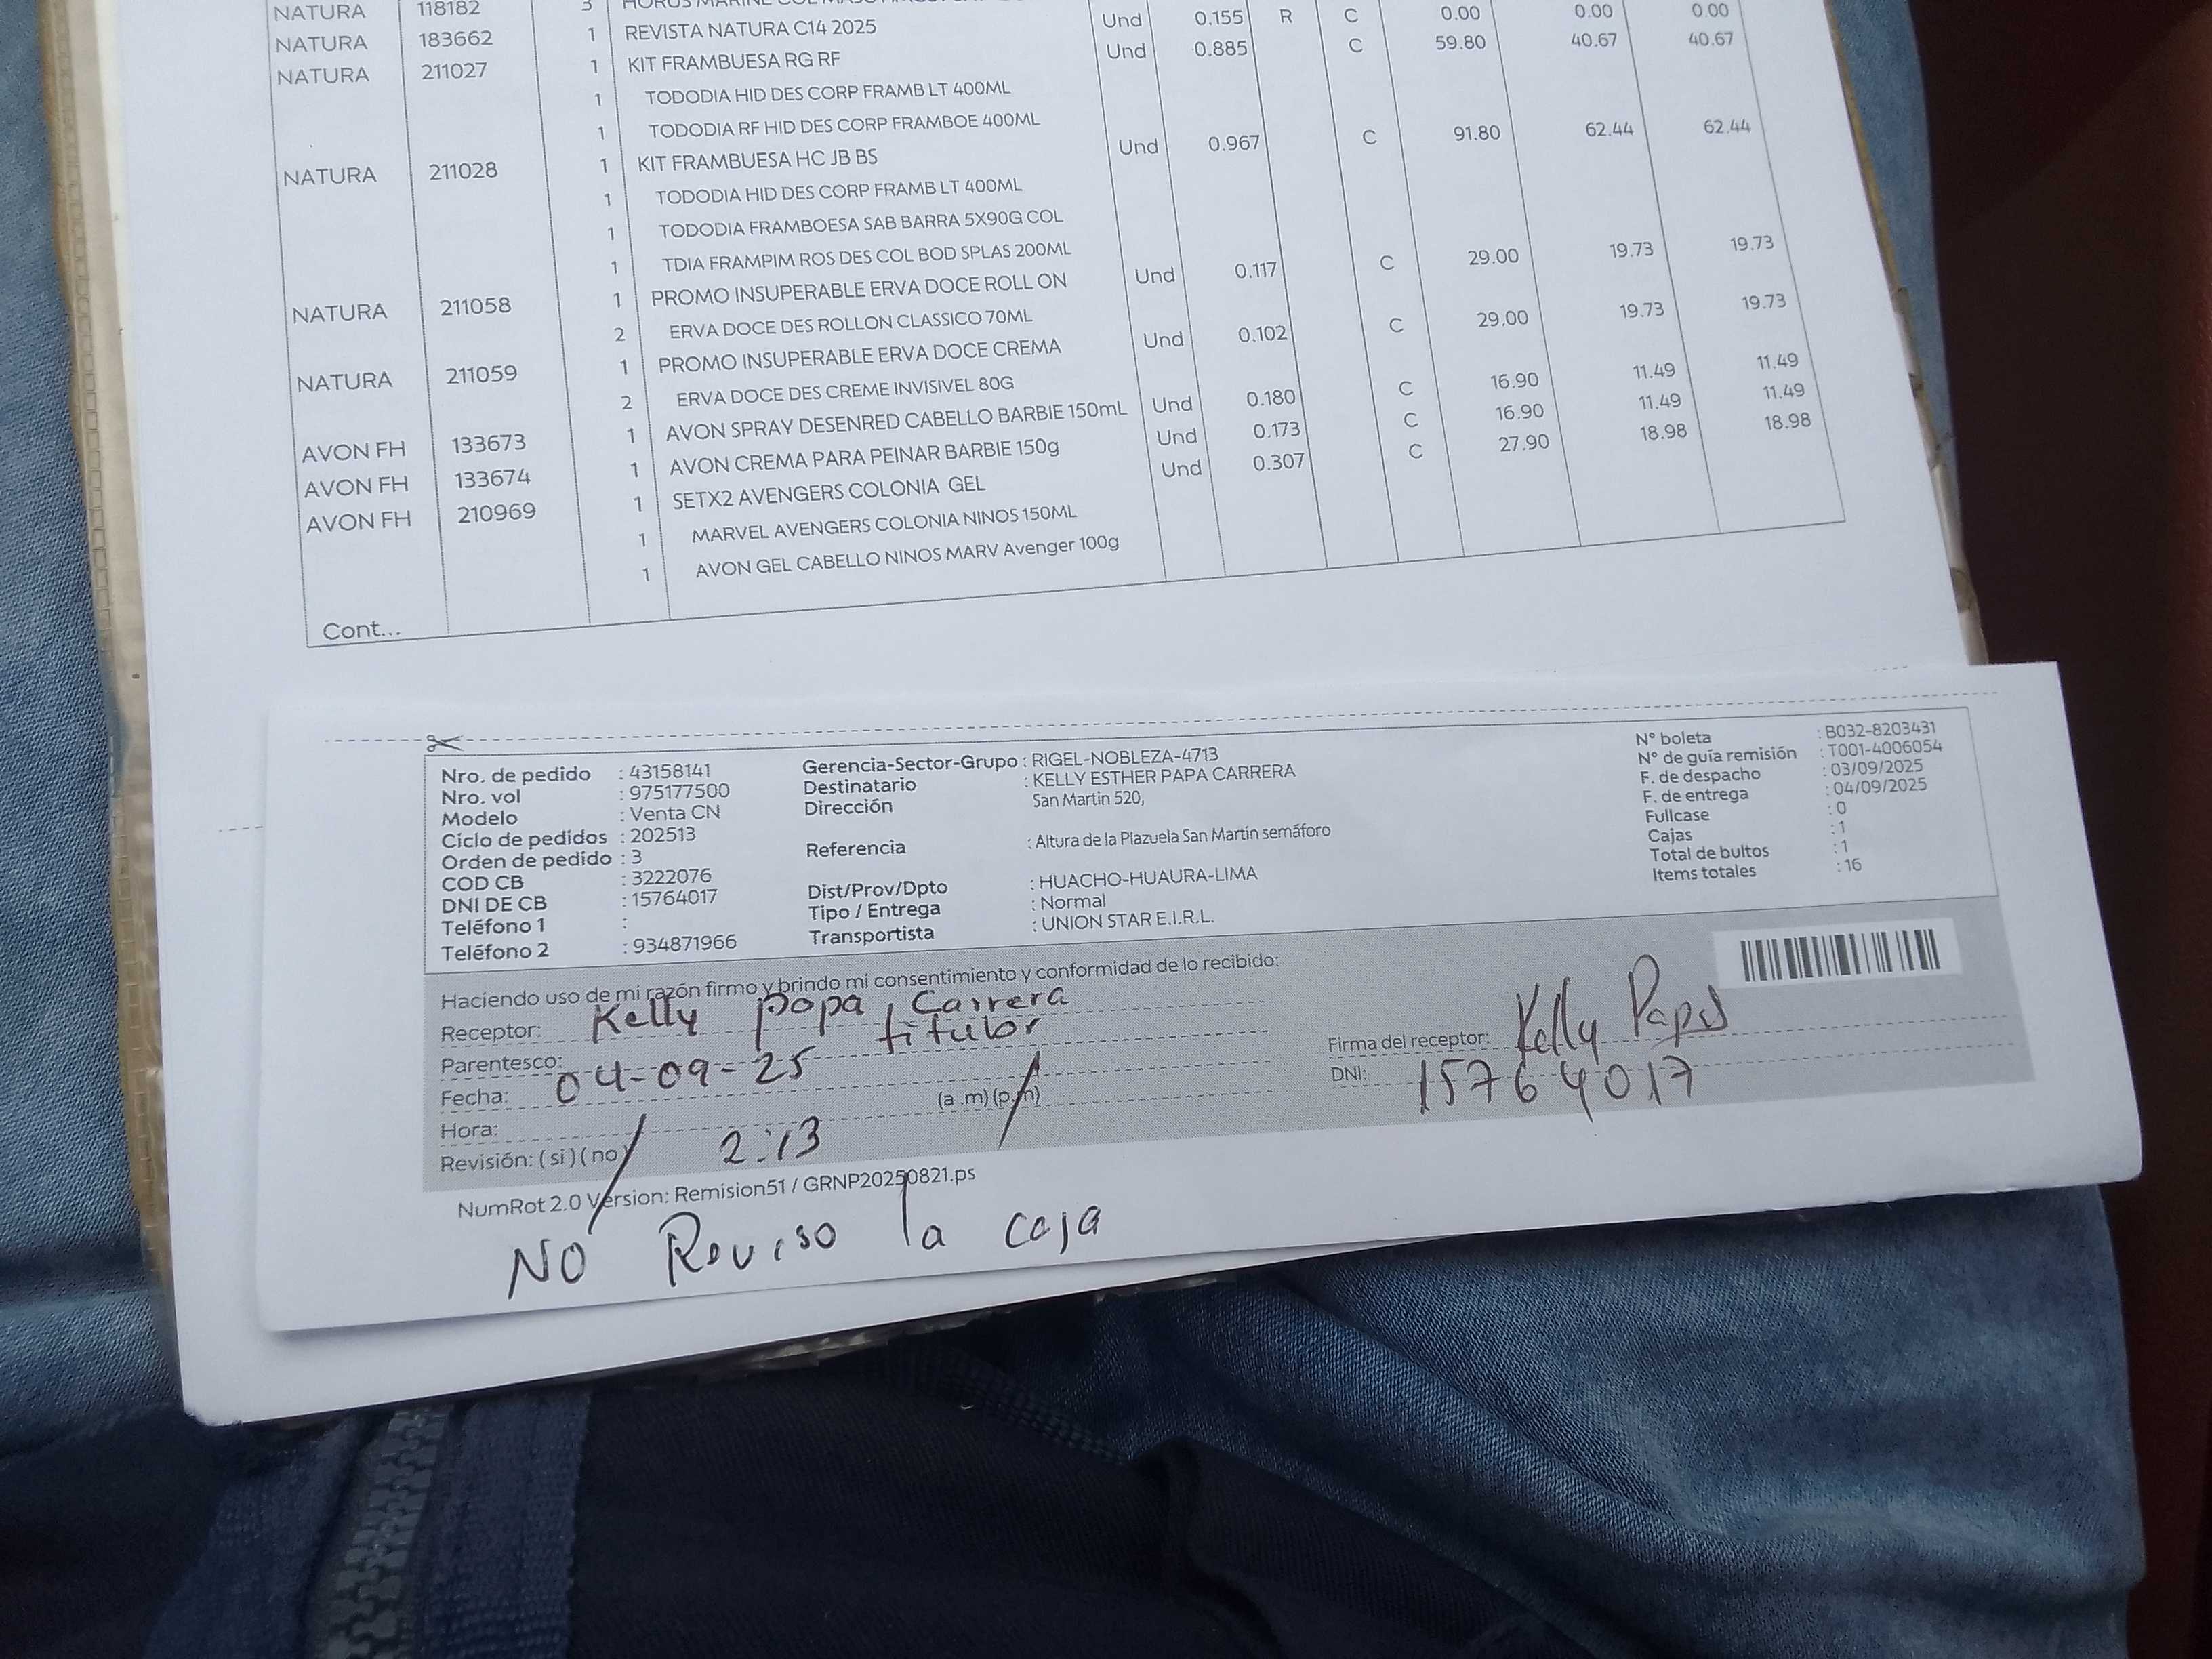 NATURA 118182 3
NATURA 183662 1 REVISTA NATURA C14 2025 Und 0.155 R C 0.00 0.00 0.00
NATURA 211027 1 KIT FRAMBUESA RG RF Und 0.885 C 59.80 40.67 40.67
1 TODODIA HID DES CORP FRAMB LT 400ML
1 TODODIA RF HID DES CORP FRAMBOE 400ML
NATURA 211028 1 KIT FRAMBUESA HC JB BS Und 0.967 C 91.80 62.44 62.44
1 TODODIA HID DES CORP FRAMB LT 400ML
1 TODODIA FRAMBOESA SAB BARRA 5X90G COL
1 TDIA FRAMPIM ROS DES COL BOD SPLAS 200ML
NATURA 211058 1 PROMO INSUPERABLE ERVA DOCE ROLL ON Und 0.117 C 29.00 19.73 19.73
2 ERVA DOCE DES ROLLON CLASSICO 70ML
NATURA 211059 1 PROMO INSUPERABLE ERVA DOCE CREMA Und 0.102 C 29.00 19.73 19.73
2 ERVA DOCE DES CREME INVISIVEL 80G
AVON FH 133673 1 AVON SPRAY DESENRED CABELLO BARBIE 150mL Und 0.180 C 16.90 11.49 11.49
AVON FH 133674 1 AVON CREMA PARA PEINAR BARBIE 150g Und 0.173 C 16.90 11.49 11.49
AVON FH 210969 1 SETX2 AVENGERS COLONIA GEL Und 0.307 C 27.90 18.98 18.98
1 MARVEL AVENGERS COLONIA NINOS 150ML
1 AVON GEL CABELLO NINOS MARV Avenger 100g
Cont...
Nro. de pedido : 43158141
Nro. vol : 975177500
Modelo : Venta CN
Ciclo de pedidos : 202513
Orden de pedido : 3
COD CB : 3222076
DNI DE CB : 15764017
Teléfono 1 :
Teléfono 2 : 934871966
Gerencia-Sector-Grupo : RIGEL-NOBLEZA-4713
Destinatario : KELLY ESTHER PAPA CARRERA
Dirección San Martin 520,
Referencia : Altura de la Plazuela San Martin semáforo
Dist/Prov/Dpto : HUACHO-HUAURA-LIMA
Tipo / Entrega : Normal
Transportista : UNION STAR E.I.R.L.
N° boleta : B032-8203431
N° de guía remisión : T001-4006054
F. de despacho : 03/09/2025
F. de entrega : 04/09/2025
Fullcase : 0
Cajas : 1
Total de bultos : 1
Items totales : 16
Haciendo uso de mi razón firmo y brindo mi consentimiento y conformidad de lo recibido:
Receptor: Kelly papa Carrera
Parentesco: titular
Fecha: 04-09-25
Hora: 2:13 (a .m) (p.m)
Revisión: ( si ) ( no )
Firma del receptor: Kelly Papa
DNI: 15764017
NumRot 2.0 Version: Remision51 / GRNP20250821.ps
NO Reviso la caja